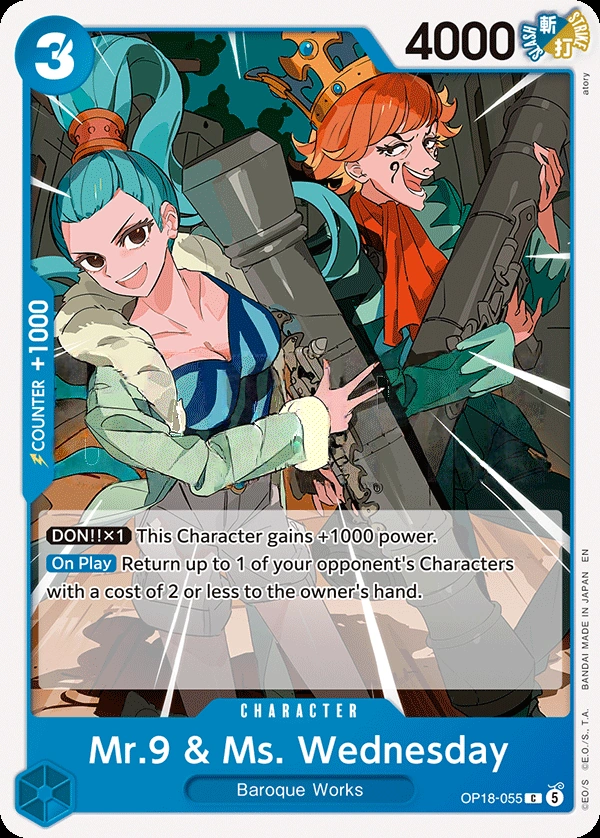 3
4000
SLASH 斬 打 STRIKE
atory
COUNTER +1000
DON!!×1 This Character gains +1000 power.
On Play Return up to 1 of your opponent's Characters
with a cost of 2 or less to the owner's hand.
CHARACTER
Mr.9 & Ms. Wednesday
Baroque Works
OP18-055 C 5
©E.O/S ©E.O./S., T.A. BANDAI MADE IN JAPAN EN